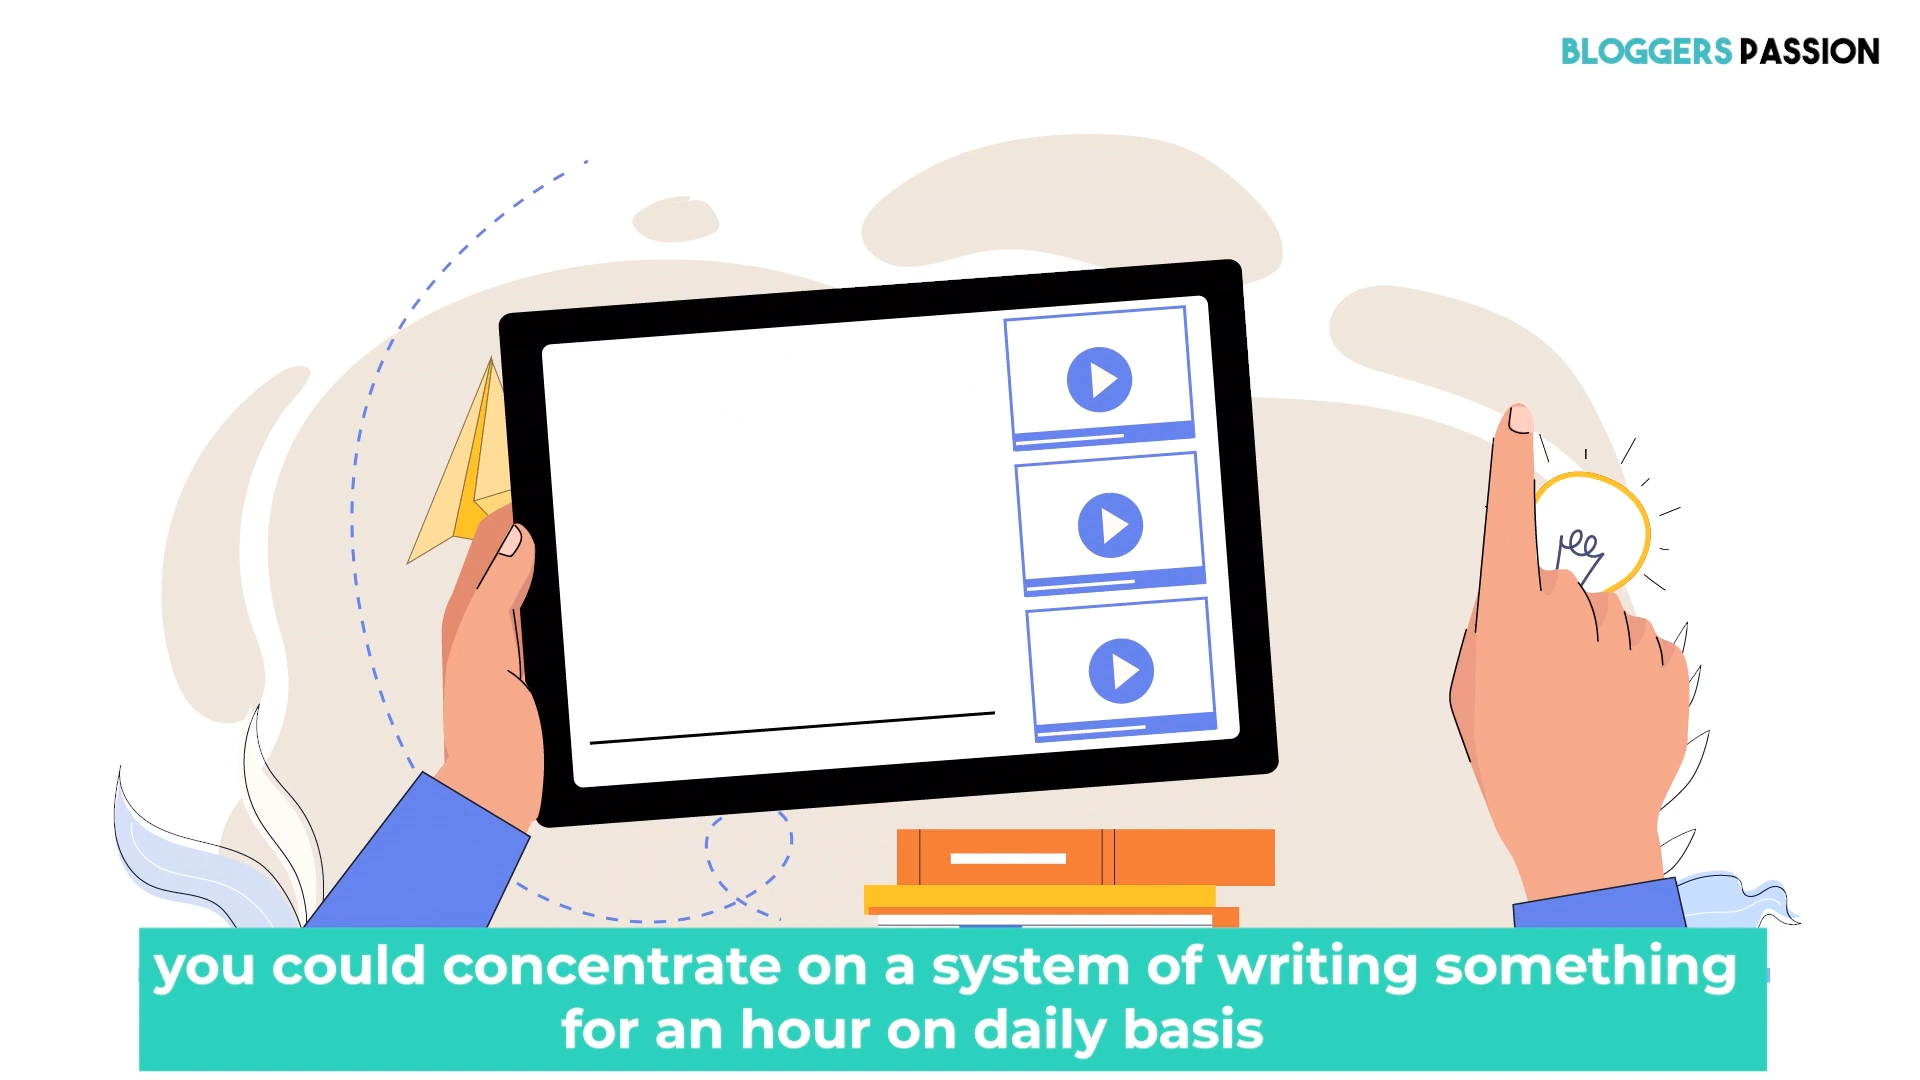 BLOGGERS PASSION
you could concentrate on a system of writing something
for an hour on daily basis